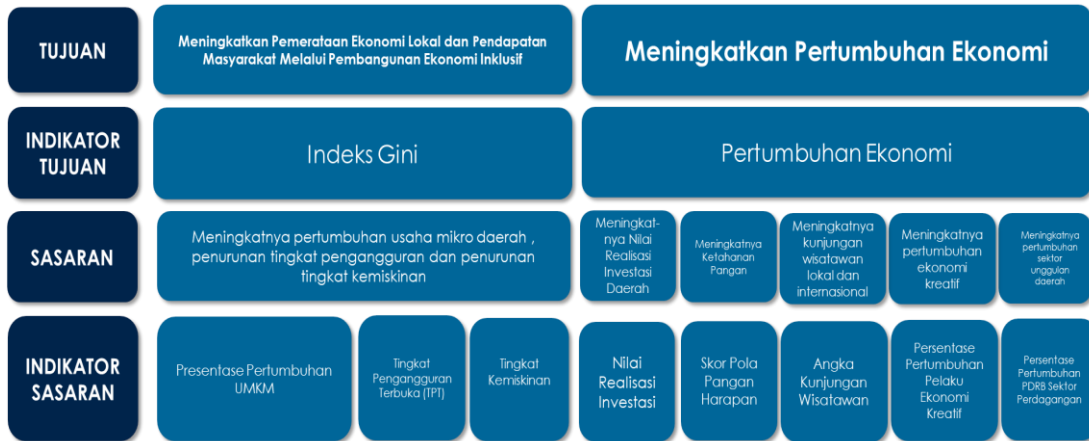 TUJUAN
Meningkatkan Pemerataan Ekonomi Lokal dan Pendapatan
Masyarakat Melalui Pembangunan Ekonomi Inklusif
Meningkatkan Pertumbuhan Ekonomi
INDIKATOR
TUJUAN
Indeks Gini
Pertumbuhan Ekonomi
SASARAN
Meningkatnya pertumbuhan usaha mikro daerah ,
penurunan tingkat pengangguran dan penurunan
tingkat kemiskinan
Meningkat-
nya Nilai
Realisasi
Investasi
Daerah
Meningkatnya
Ketahanan
Pangan
Meningkatnya
kunjungan
wisatawan
lokal dan
internasional
Meningkatnya
pertumbuhan
ekonomi
kreatif
Meningkatnya
pertumbuhan
sektor
unggulan
daerah
INDIKATOR
SASARAN
Presentase Pertumbuhan
UMKM
Tingkat
Pengangguran
Terbuka (TPT)
Tingkat
Kemiskinan
Nilai
Realisasi
Investasi
Skor Pola
Pangan
Harapan
Angka
Kunjungan
Wisatawan
Persentase
Pertumbuhan
Pelaku
Ekonomi
Kreatif
Persentase
Pertumbuhan
PDRB Sektor
Perdagangan